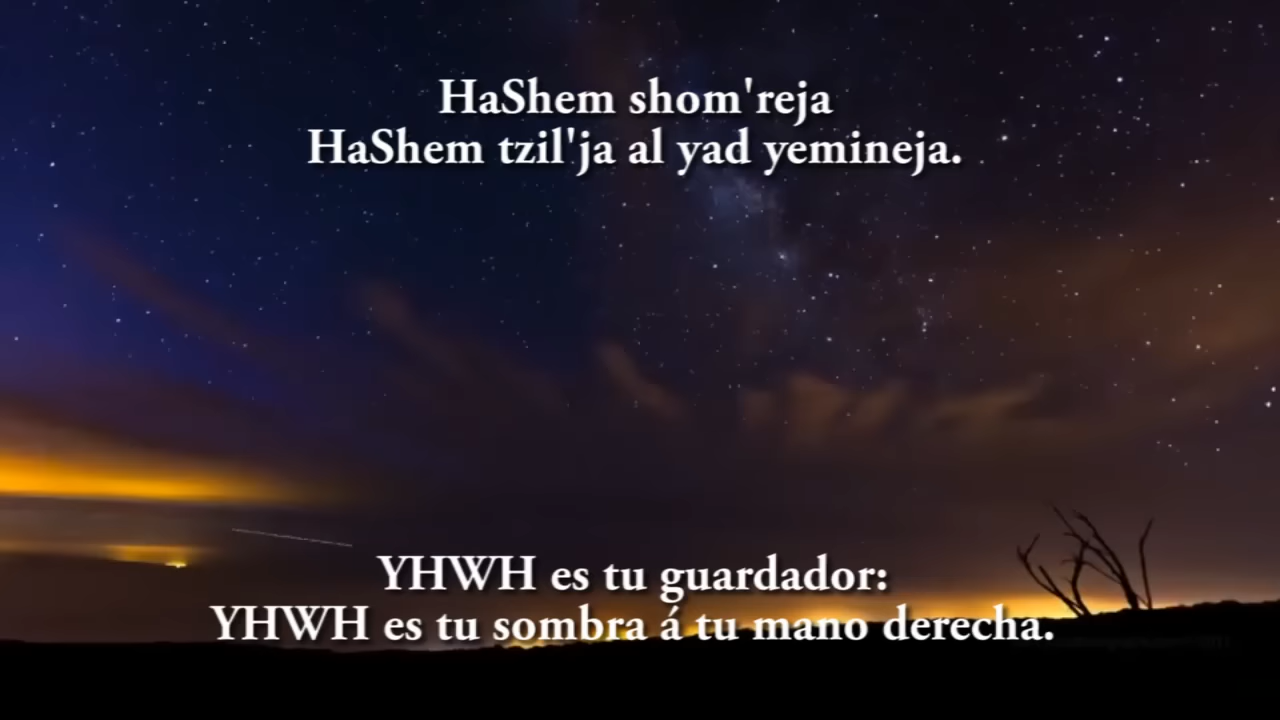 HaShem shom'reja
HaShem tzil'ja al yad yemineja.
YHWH es tu guardador:
YHWH es tu sombra á tu mano derecha.